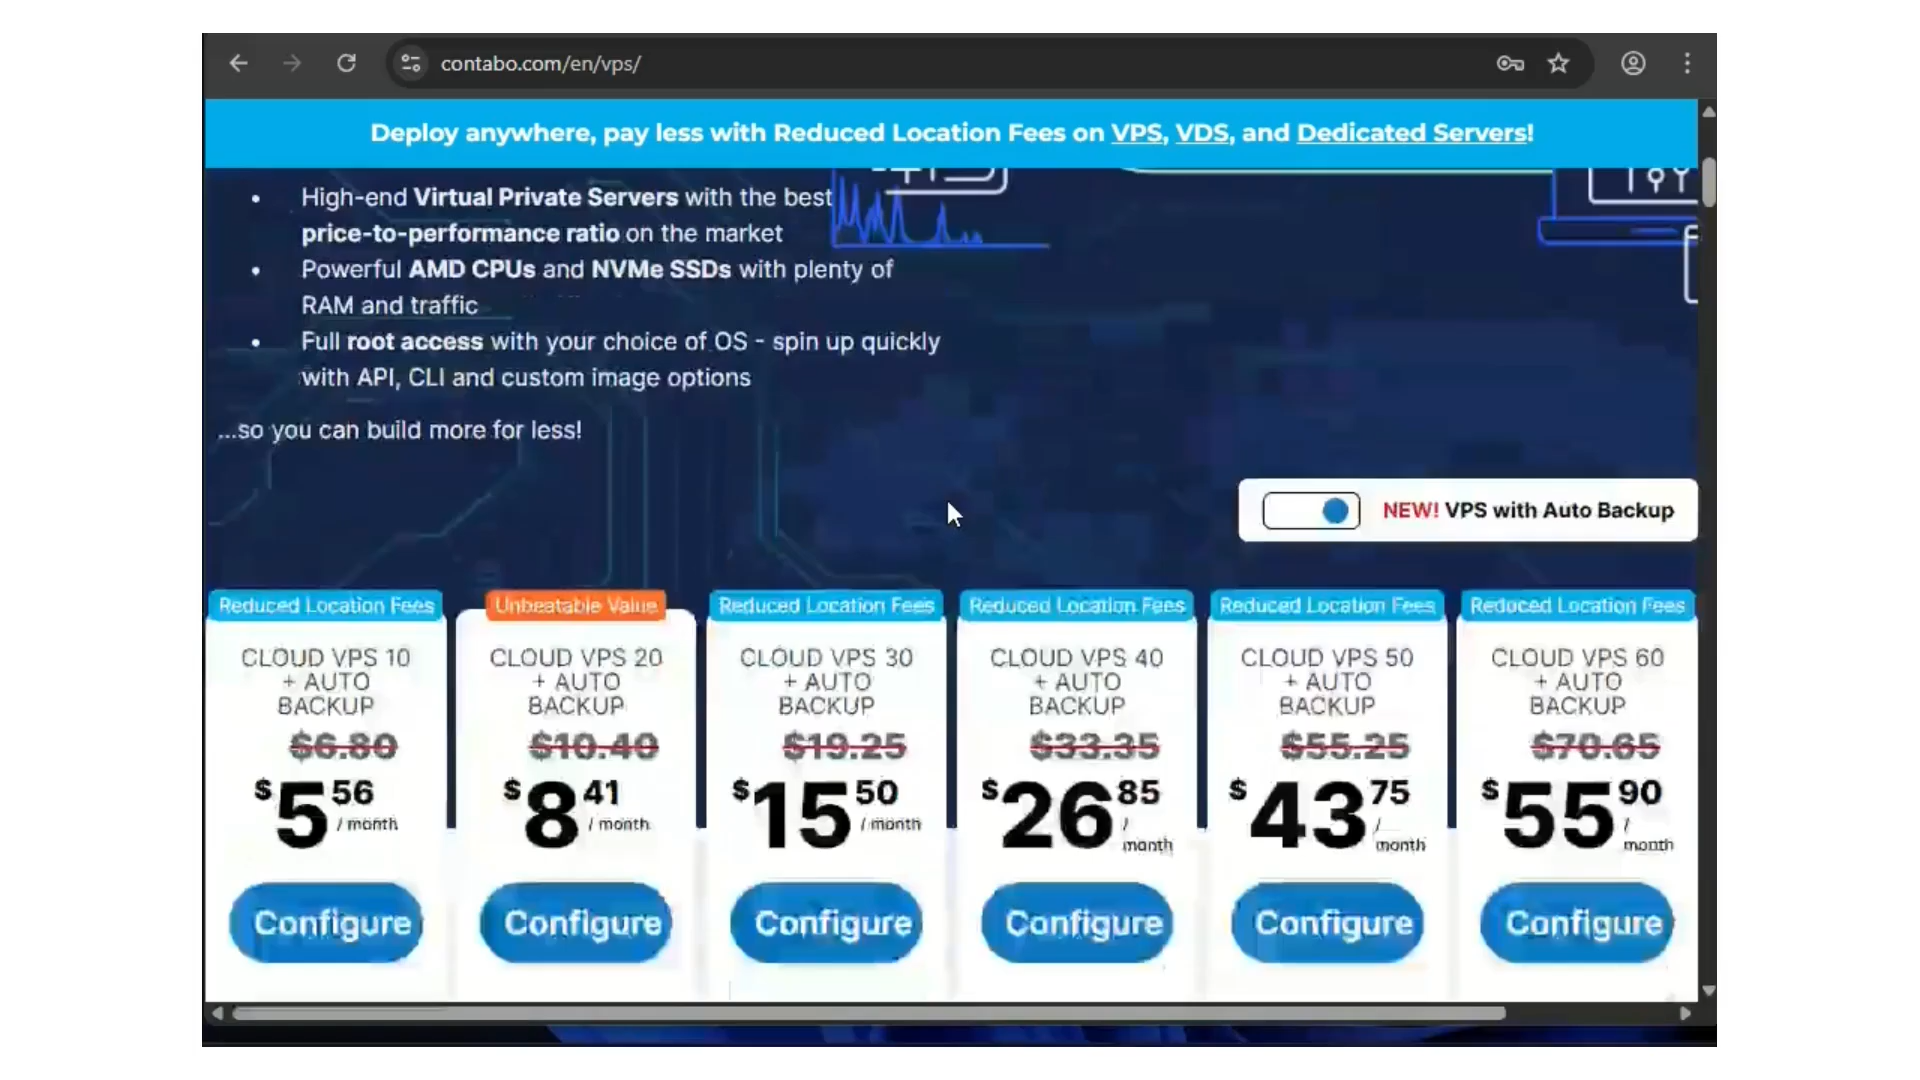 contabo.com/en/vps/
Deploy anywhere, pay less with Reduced Location Fees on VPS, VDS, and Dedicated Servers!
• High-end Virtual Private Servers with the best
price-to-performance ratio on the market
• Powerful AMD CPUs and NVMe SSDs with plenty of
RAM and traffic
• Full root access with your choice of OS - spin up quickly
with API, CLI and custom image options
...so you can build more for less!
NEW! VPS with Auto Backup
Reduced Location Fees
CLOUD VPS 10
+ AUTO
BACKUP
$6.80
$5 56
/ month
Configure
Unbeatable Value
CLOUD VPS 20
+ AUTO
BACKUP
$10.40
$8 41
/ month
Configure
Reduced Location Fees
CLOUD VPS 30
+ AUTO
BACKUP
$19.25
$15 50
/ month
Configure
Reduced Location Fees
CLOUD VPS 40
+ AUTO
BACKUP
$33.35
$26 85
/
month
Configure
Reduced Location Fees
CLOUD VPS 50
+ AUTO
BACKUP
$55.25
$43 75
/
month
Configure
Reduced Location Fees
CLOUD VPS 60
+ AUTO
BACKUP
$70.65
$55 90
/
month
Configure